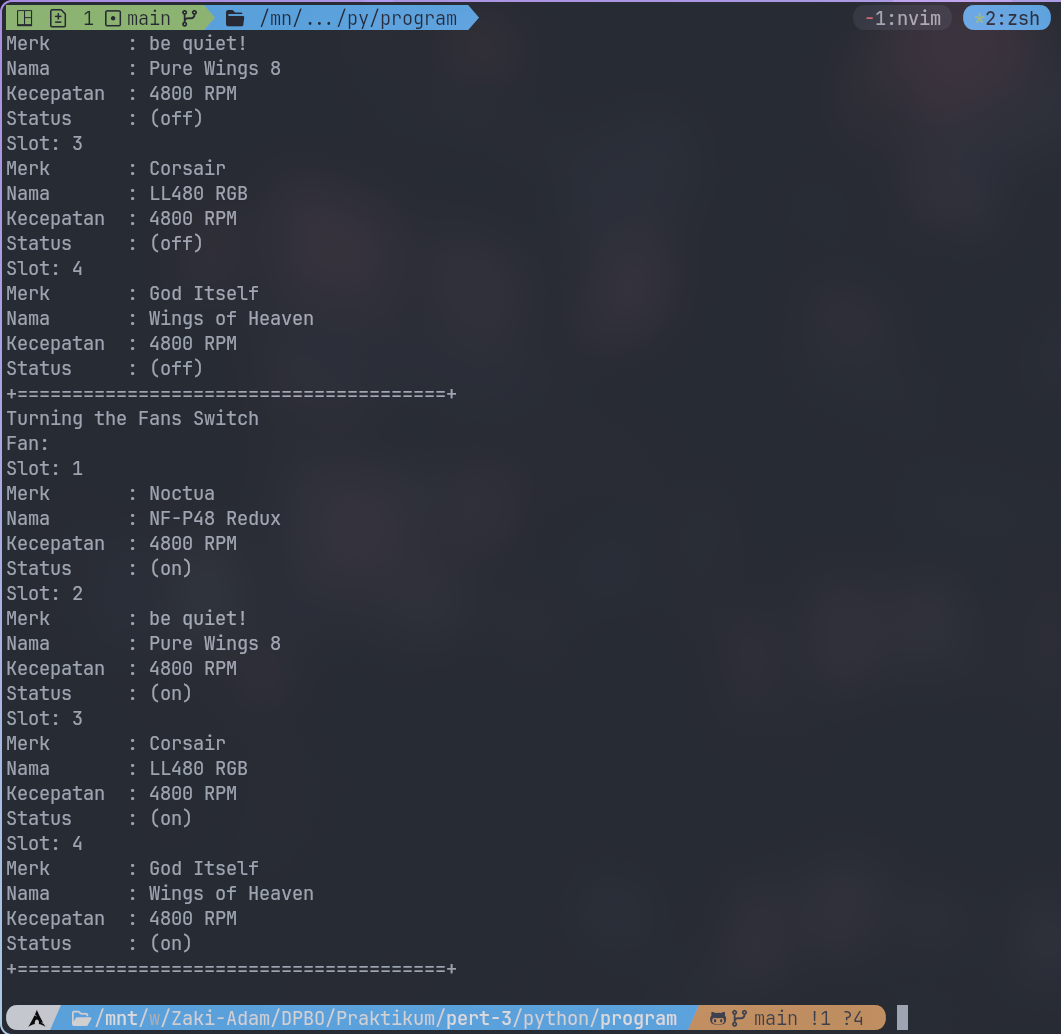 1 main /mn/.../py/program -1:nvim *2:zsh
Merk       : be quiet!
Nama       : Pure Wings 8
Kecepatan  : 4800 RPM
Status     : (off)
Slot: 3
Merk       : Corsair
Nama       : LL480 RGB
Kecepatan  : 4800 RPM
Status     : (off)
Slot: 4
Merk       : God Itself
Nama       : Wings of Heaven
Kecepatan  : 4800 RPM
Status     : (off)
+=======================================+
Turning the Fans Switch
Fan:
Slot: 1
Merk       : Noctua
Nama       : NF-P48 Redux
Kecepatan  : 4800 RPM
Status     : (on)
Slot: 2
Merk       : be quiet!
Nama       : Pure Wings 8
Kecepatan  : 4800 RPM
Status     : (on)
Slot: 3
Merk       : Corsair
Nama       : LL480 RGB
Kecepatan  : 4800 RPM
Status     : (on)
Slot: 4
Merk       : God Itself
Nama       : Wings of Heaven
Kecepatan  : 4800 RPM
Status     : (on)
+=======================================+
/mnt/w/Zaki-Adam/DPBO/Praktikum/pert-3/python/program main !1 ?4